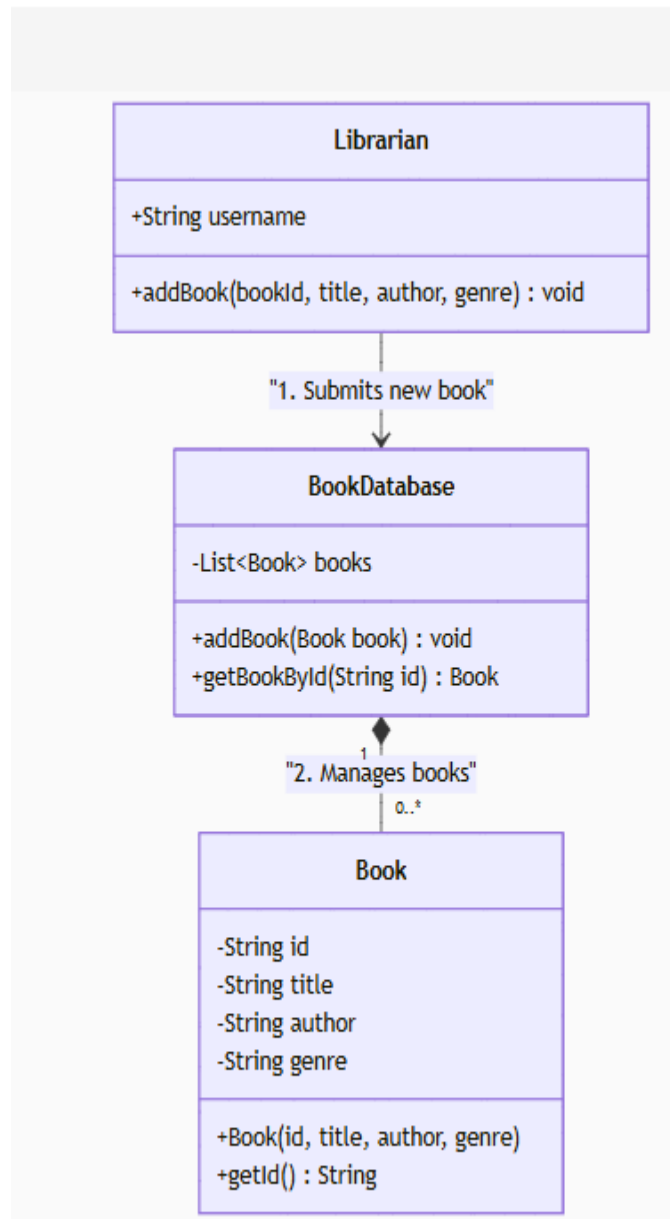 Librarian
+String username
+addBook(bookId, title, author, genre) : void
"1. Submits new book"
BookDatabase
-List<Book> books
+addBook(Book book) : void
+getBookById(String id) : Book
1
"2. Manages books"
0..*
Book
-String id
-String title
-String author
-String genre
+Book(id, title, author, genre)
+getId() : String